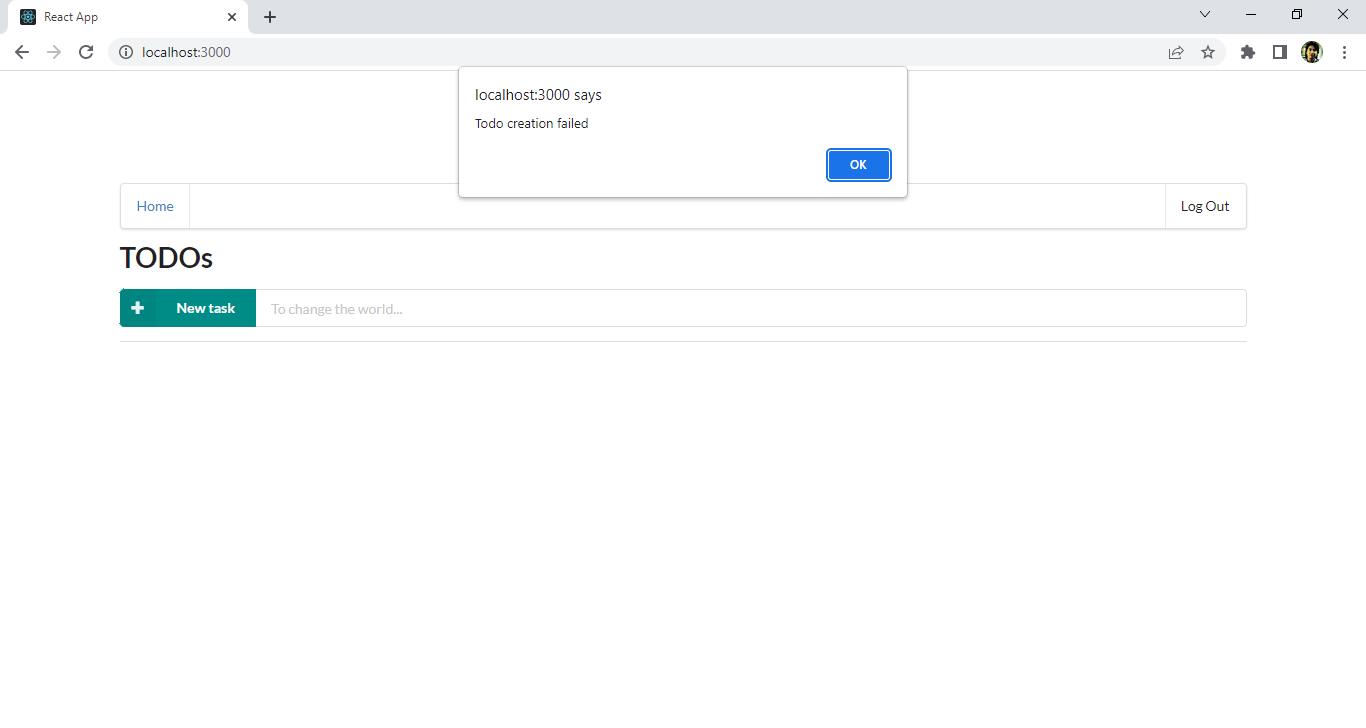 React App
localhost:3000
localhost:3000 says
Todo creation failed
OK
Home
Log Out
TODOs
New task
To change the world...